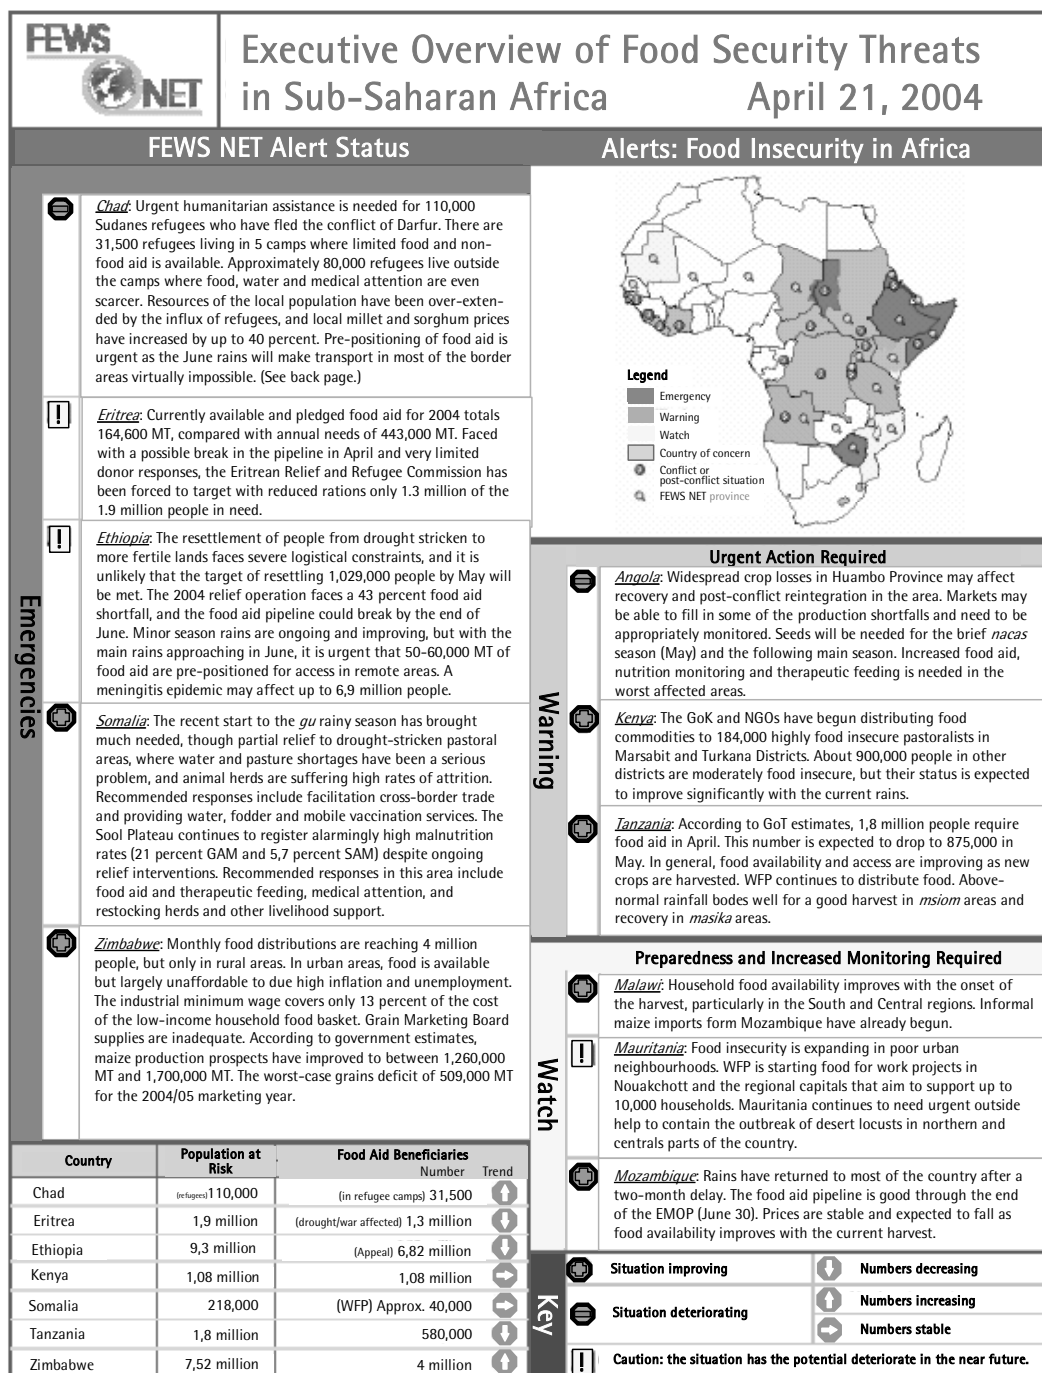 FEWS
NET
Executive Overview of Food Security Threats
in Sub-Saharan Africa April 21, 2004
FEWS NET Alert Status
Emergencies
Chad: Urgent humanitarian assistance is needed for 110,000
Sudanes refugees who have fled the conflict of Darfur. There are
31,500 refugees living in 5 camps where limited food and non-
food aid is available. Approximately 80,000 refugees live outside
the camps where food, water and medical attention are even
scarcer. Resources of the local population have been over-exten-
ded by the influx of refugees, and local millet and sorghum prices
have increased by up to 40 percent. Pre-positioning of food aid is
urgent as the June rains will make transport in most of the border
areas virtually impossible. (See back page.)
!
Eritrea: Currently available and pledged food aid for 2004 totals
164,600 MT, compared with annual needs of 443,000 MT. Faced
with a possible break in the pipeline in April and very limited
donor responses, the Eritrean Relief and Refugee Commission has
been forced to target with reduced rations only 1.3 million of the
1.9 million people in need.
!
Ethiopia: The resettlement of people from drought stricken to
more fertile lands faces severe logistical constraints, and it is
unlikely that the target of resettling 1,029,000 people by May will
be met. The 2004 relief operation faces a 43 percent food aid
shortfall, and the food aid pipeline could break by the end of
June. Minor season rains are ongoing and improving, but with the
main rains approaching in June, it is urgent that 50-60,000 MT of
food aid are pre-positioned for access in remote areas. A
meningitis epidemic may affect up to 6,9 million people.
Somalia: The recent start to the gu rainy season has brought
much needed, though partial relief to drought-stricken pastoral
areas, where water and pasture shortages have been a serious
problem, and animal herds are suffering high rates of attrition.
Recommended responses include facilitation cross-border trade
and providing water, fodder and mobile vaccination services. The
Sool Plateau continues to register alarmingly high malnutrition
rates (21 percent GAM and 5,7 percent SAM) despite ongoing
relief interventions. Recommended responses in this area include
food aid and therapeutic feeding, medical attention, and
restocking herds and other livelihood support.
Zimbabwe: Monthly food distributions are reaching 4 million
people, but only in rural areas. In urban areas, food is available
but largely unaffordable to due high inflation and unemployment.
The industrial minimum wage covers only 13 percent of the cost
of the low-income household food basket. Grain Marketing Board
supplies are inadequate. According to government estimates,
maize production prospects have improved to between 1,260,000
MT and 1,700,000 MT. The worst-case grains deficit of 509,000 MT
for the 2004/05 marketing year.
Country Population at Risk Food Aid Beneficiaries
Number Trend
Chad (refugees) 110,000 (in refugee camps) 31,500
Eritrea 1,9 million (drought/war affected) 1,3 million
Ethiopia 9,3 million (Appeal) 6,82 million
Kenya 1,08 million 1,08 million
Somalia 218,000 (WFP) Approx. 40,000
Tanzania 1,8 million 580,000
Zimbabwe 7,52 million 4 million
Alerts: Food Insecurity in Africa
Legend
Emergency
Warning
Watch
Country of concern
Conflict or
post-conflict situation
FEWS NET province
Warning
Urgent Action Required
Angola: Widespread crop losses in Huambo Province may affect
recovery and post-conflict reintegration in the area. Markets may
be able to fill in some of the production shortfalls and need to be
appropriately monitored. Seeds will be needed for the brief nacas
season (May) and the following main season. Increased food aid,
nutrition monitoring and therapeutic feeding is needed in the
worst affected areas.
Kenya: The GoK and NGOs have begun distributing food
commodities to 184,000 highly food insecure pastoralists in
Marsabit and Turkana Districts. About 900,000 people in other
districts are moderately food insecure, but their status is expected
to improve significantly with the current rains.
Tanzania: According to GoT estimates, 1,8 million people require
food aid in April. This number is expected to drop to 875,000 in
May. In general, food availability and access are improving as new
crops are harvested. WFP continues to distribute food. Above-
normal rainfall bodes well for a good harvest in msiom areas and
recovery in masika areas.
Watch
Preparedness and Increased Monitoring Required
Malawi: Household food availability improves with the onset of
the harvest, particularly in the South and Central regions. Informal
maize imports form Mozambique have already begun.
!
Mauritania: Food insecurity is expanding in poor urban
neighbourhoods. WFP is starting food for work projects in
Nouakchott and the regional capitals that aim to support up to
10,000 households. Mauritania continues to need urgent outside
help to contain the outbreak of desert locusts in northern and
centrals parts of the country.
Mozambique: Rains have returned to most of the country after a
two-month delay. The food aid pipeline is good through the end
of the EMOP (June 30). Prices are stable and expected to fall as
food availability improves with the current harvest.
Key
Situation improving
Numbers decreasing
Situation deteriorating
Numbers increasing
Numbers stable
!
Caution: the situation has the potential deteriorate in the near future.